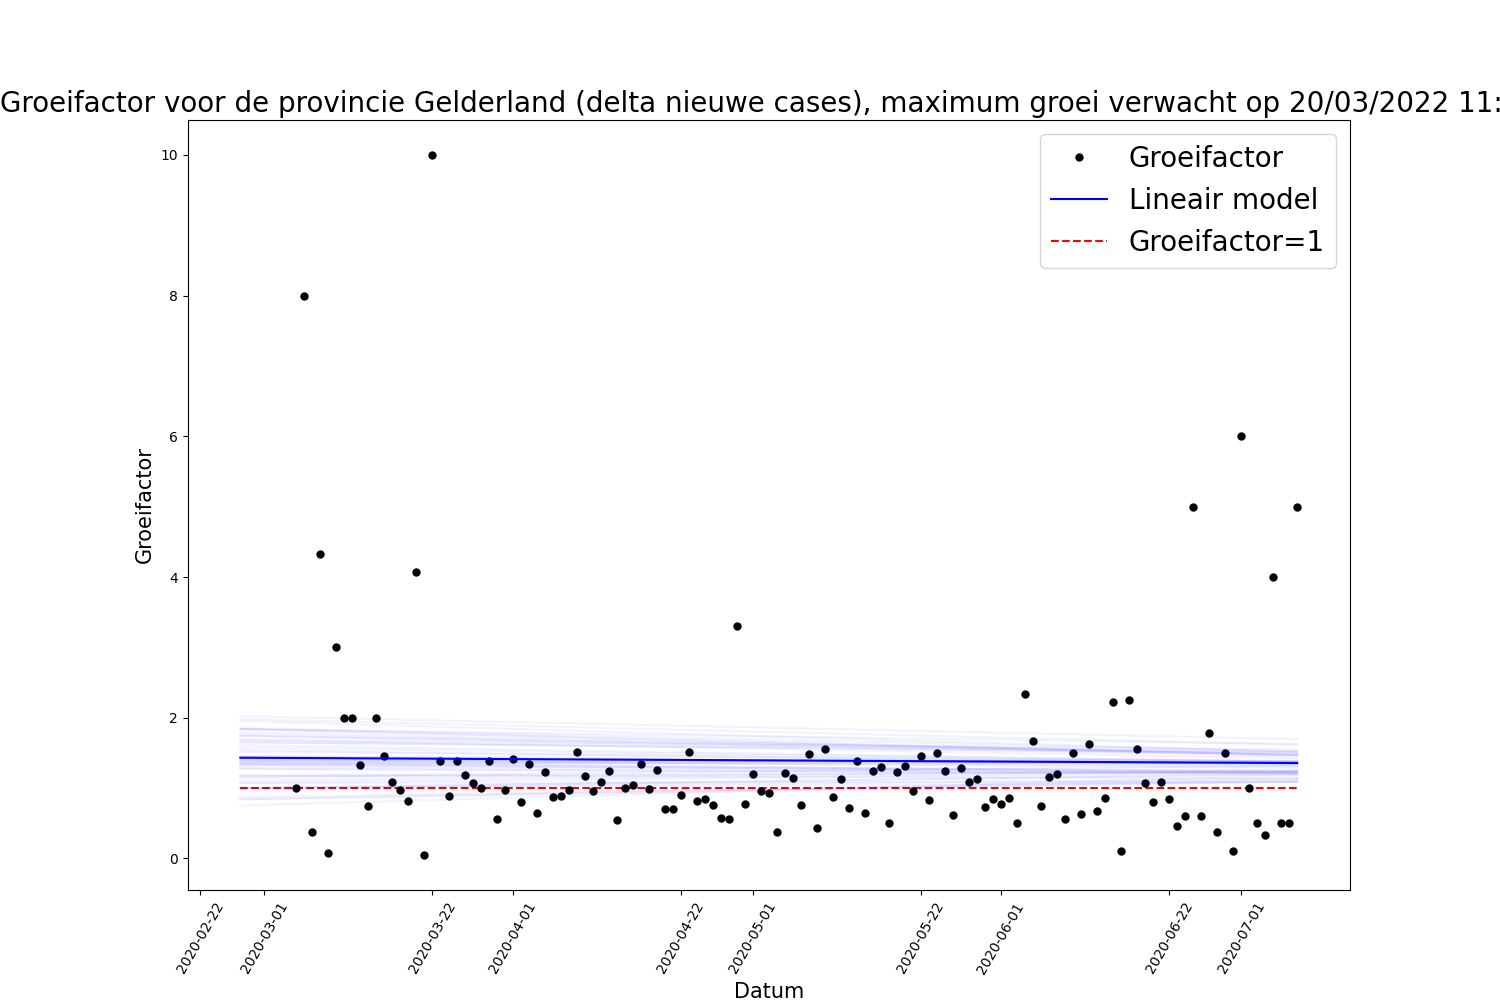 Groeifactor voor de provincie Gelderland (delta nieuwe cases), maximum groei verwacht op 20/03/2022 11:
10
8
6
4
2
0
Groeifactor
Groeifactor
Lineair model
Groeifactor=1
2020-02-22
2020-03-01
2020-03-22
2020-04-01
2020-04-22
2020-05-01
2020-05-22
2020-06-01
2020-06-22
2020-07-01
Datum